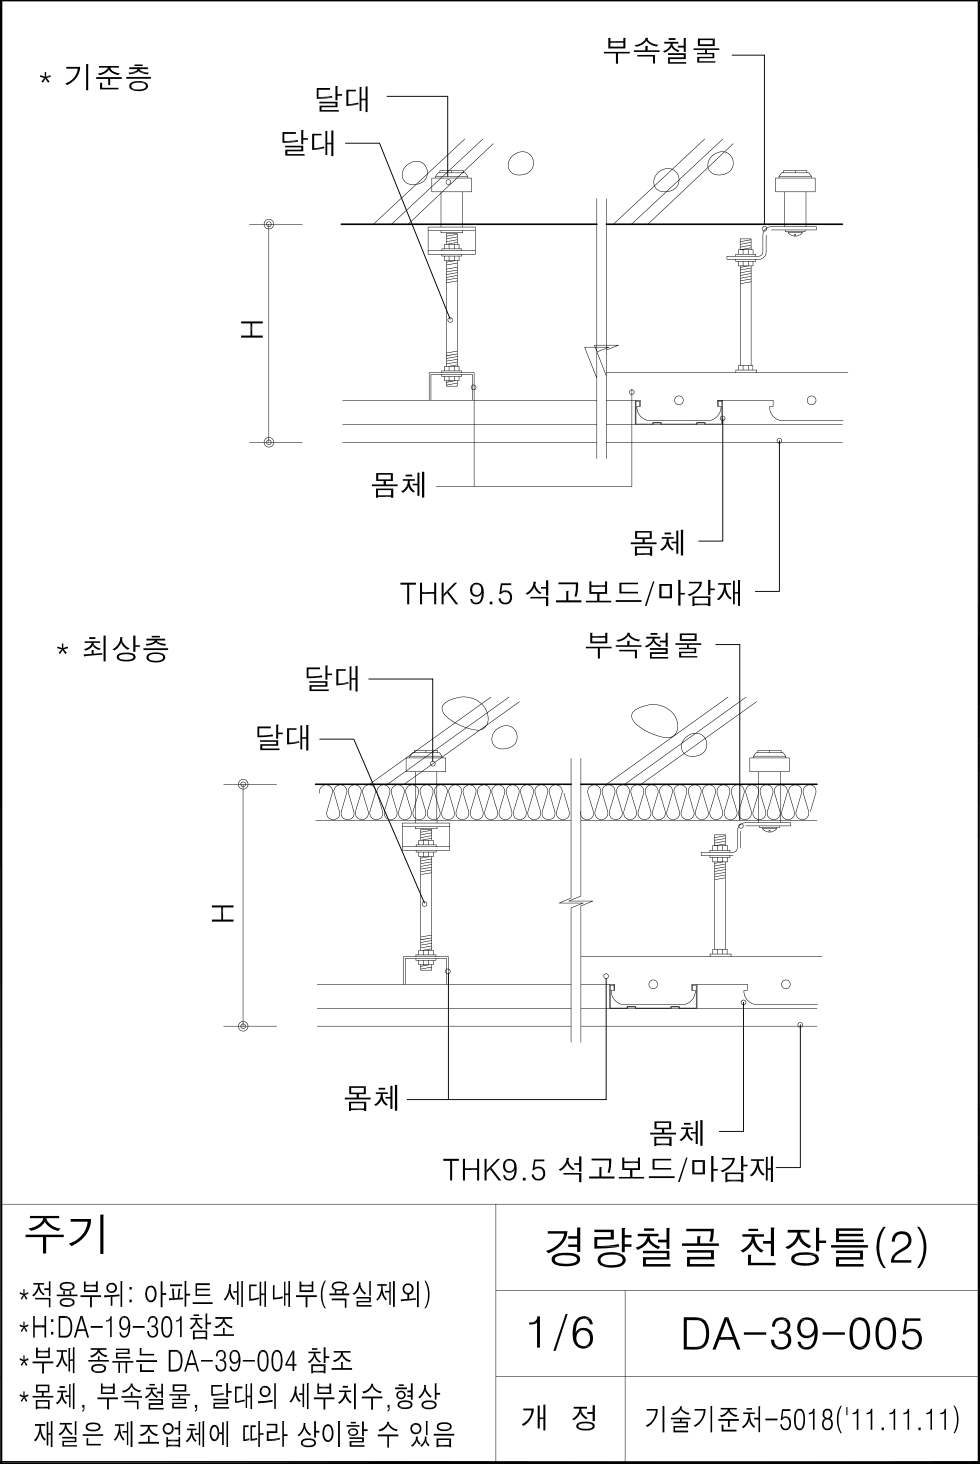 부속철물
* 기준층
달대
달대
H
몸체
몸체
THK 9.5 석고보드/마감재
* 최상층
부속철물
달대
달대
H
몸체
몸체
THK9.5 석고보드/마감재
주기
*적용부위: 아파트 세대내부(욕실제외)
*H:DA-19-301참조
*부재 종류는 DA-39-004 참조
*몸체, 부속철물, 달대의 세부치수,형상
재질은 제조업체에 따라 상이할 수 있음
경량철골 천장틀(2)
1/6
DA-39-005
개 정
기술기준처-5018('11.11.11)